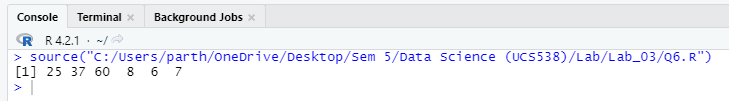 Console Terminal × Background Jobs ×
R R 4.2.1 · ~/
> source("C:/Users/parth/OneDrive/Desktop/Sem 5/Data Science (UCS538)/Lab/Lab_03/Q6.R")
[1] 25 37 60  8  6  7
>